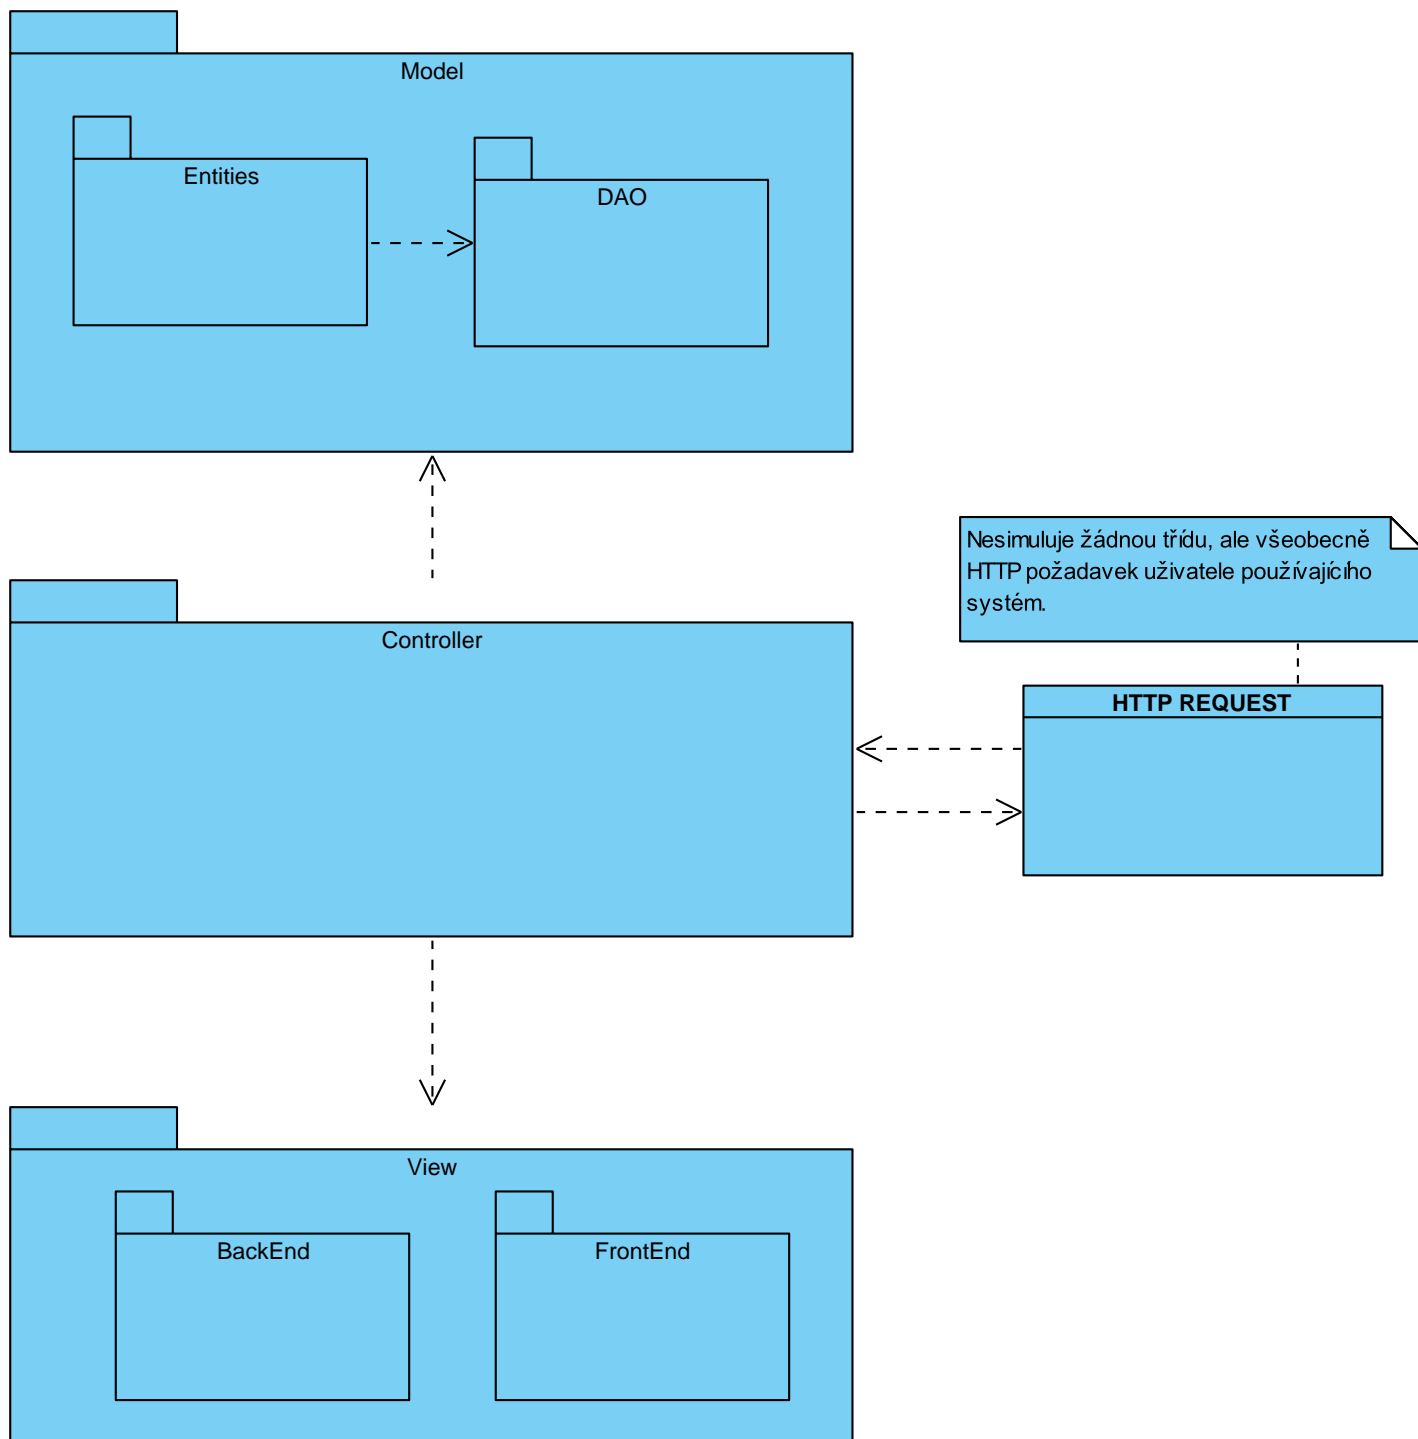 Model
Entities
DAO
Nesimuluje žádnou třídu, ale všeobecně
HTTP požadavek uživatele používajícího
systém.
Controller
HTTP REQUEST
View
BackEnd
FrontEnd